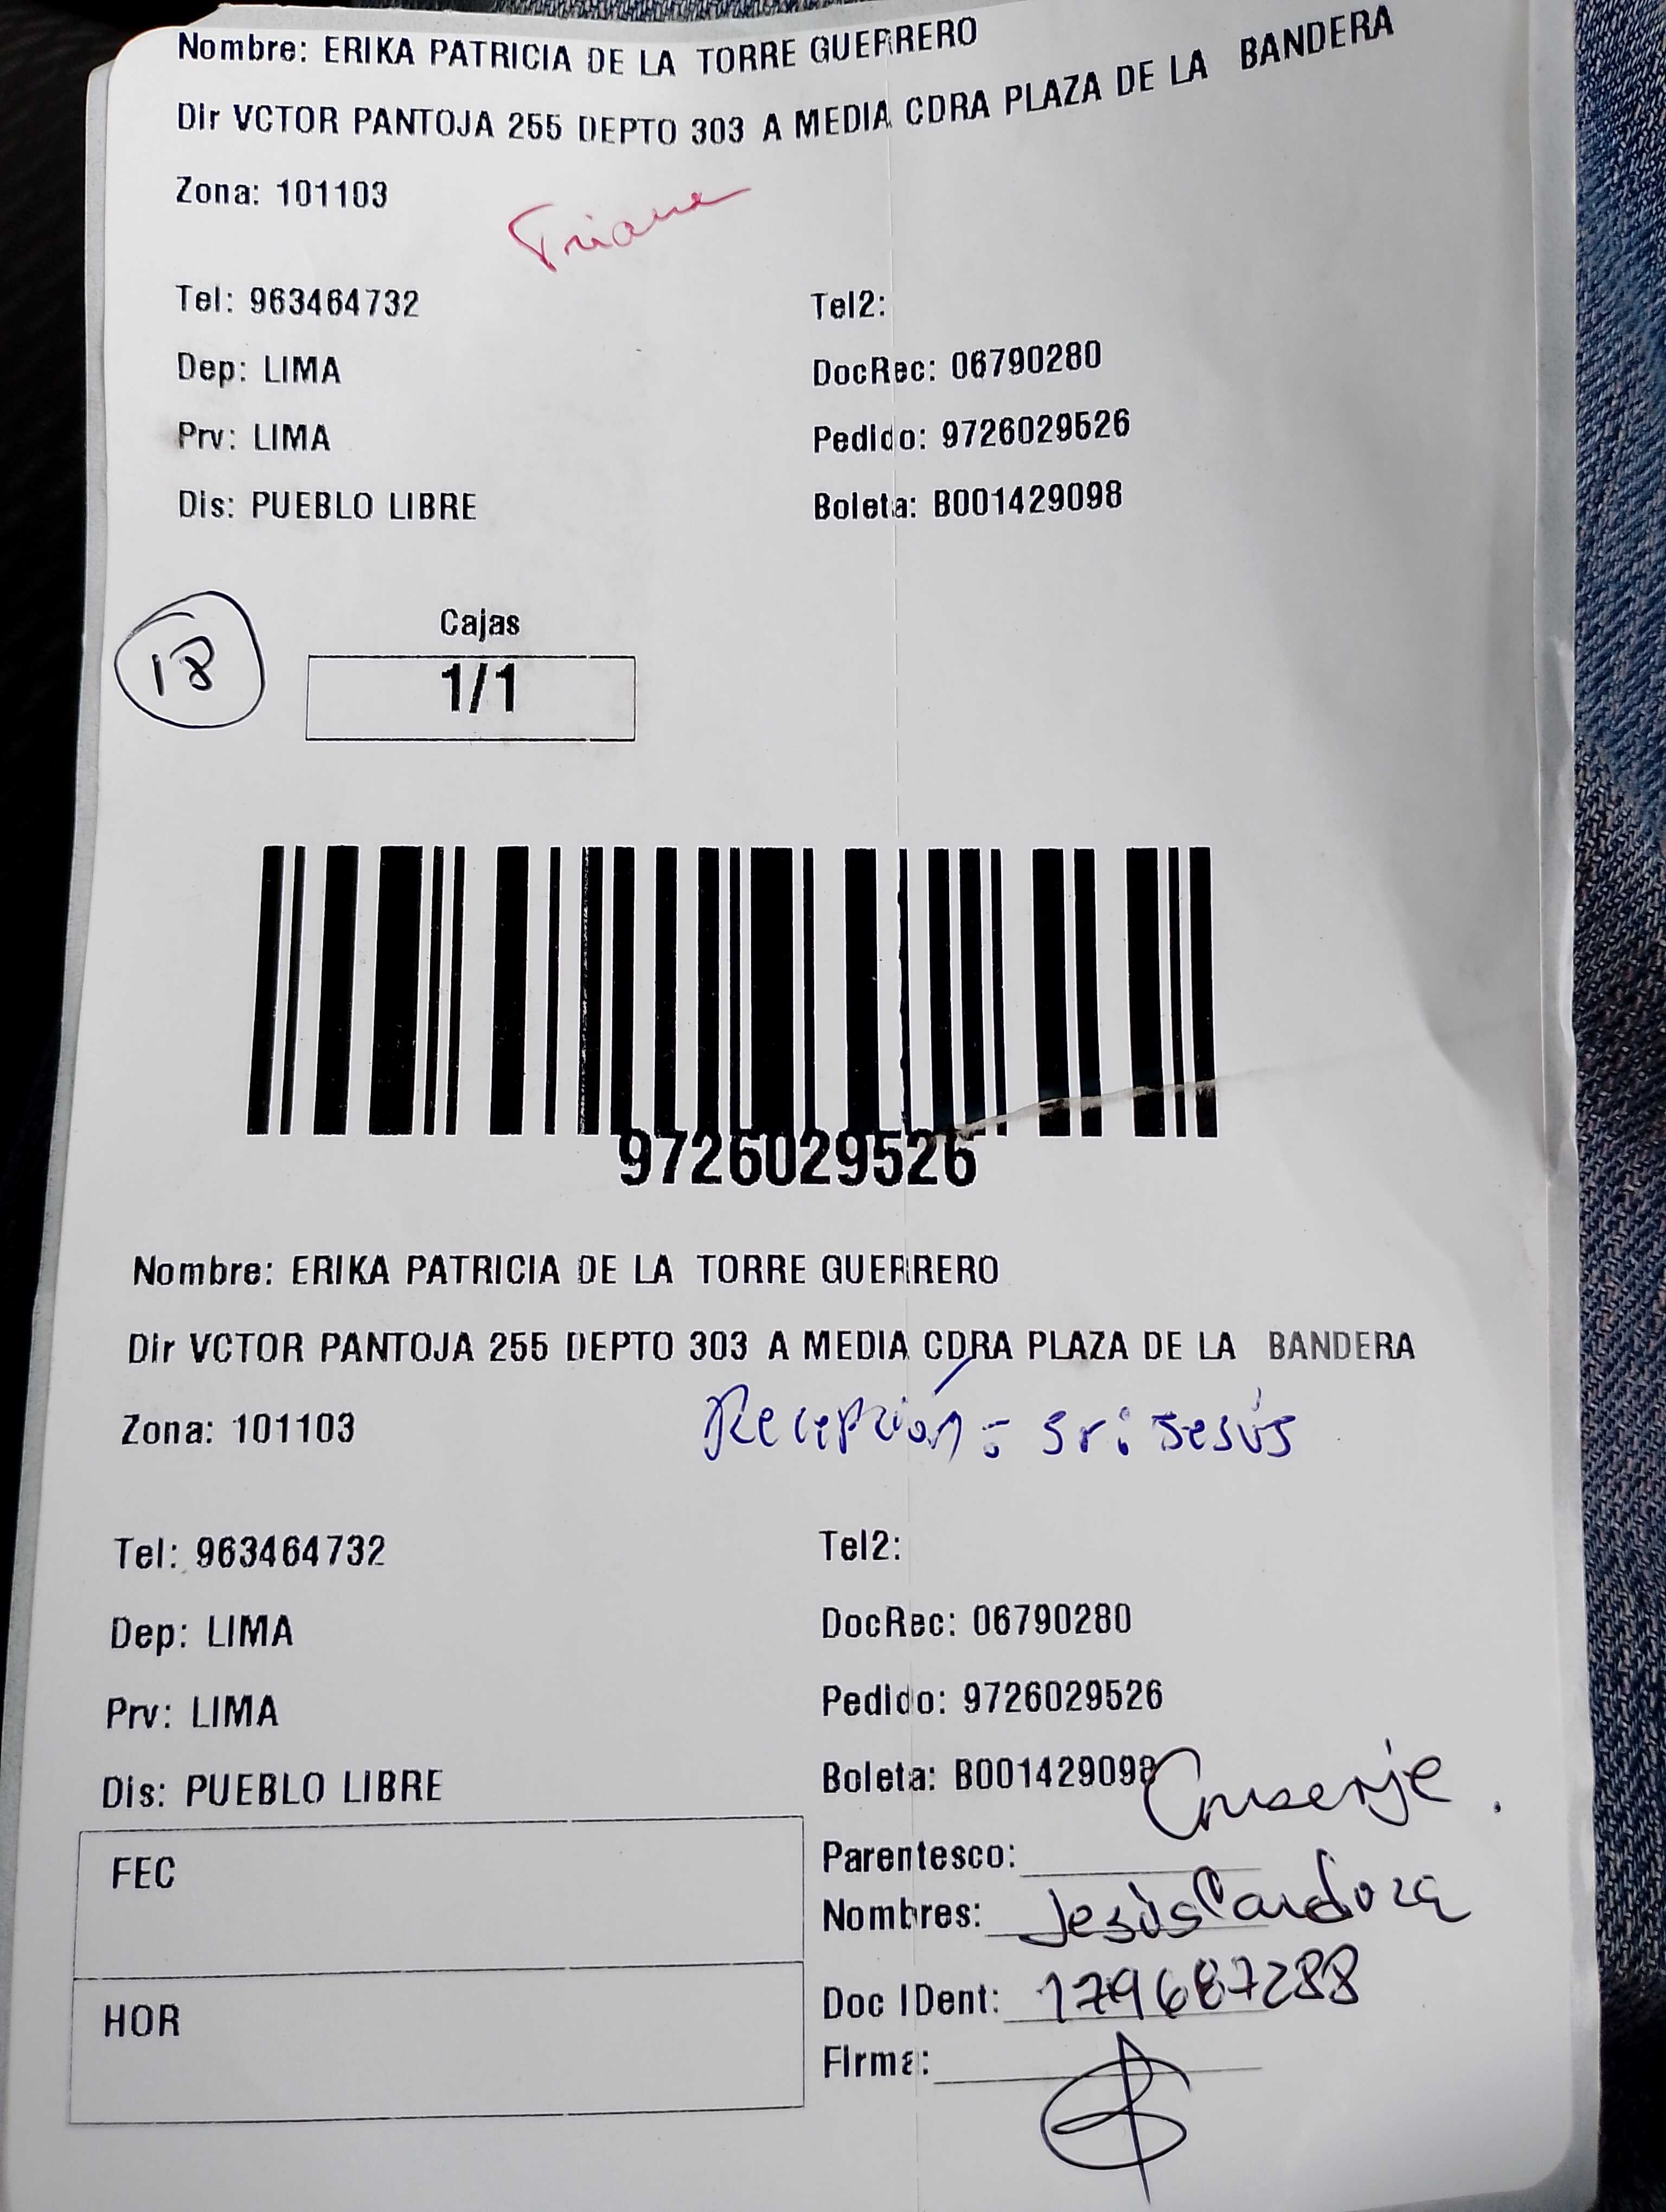 Nombre: ERIKA PATRICIA DE LA TORRE GUERRERO
Dir VCTOR PANTOJA 255 DEPTO 303 A MEDIA CDRA PLAZA DE LA BANDERA
Zona: 101103
Triana
Tel: 963464732 Tel2:
Dep: LIMA DocRec: 06790280
Prv: LIMA Pedido: 9726029526
Dis: PUEBLO LIBRE Boleta: B001429098
18
Cajas
1/1
9726029526
Nombre: ERIKA PATRICIA DE LA TORRE GUERRERO
Dir VCTOR PANTOJA 255 DEPTO 303 A MEDIA CDRA PLAZA DE LA BANDERA
Zona: 101103 Recepción: Sr: Jesús
Tel: 963464732 Tel2:
Dep: LIMA DocRec: 06790280
Prv: LIMA Pedido: 9726029526
Dis: PUEBLO LIBRE Boleta: B001429098
FEC
HOR
Parentesco: Conserje.
Nombres: Jesús Cardoza
Doc IDent: 179687288
Firma: